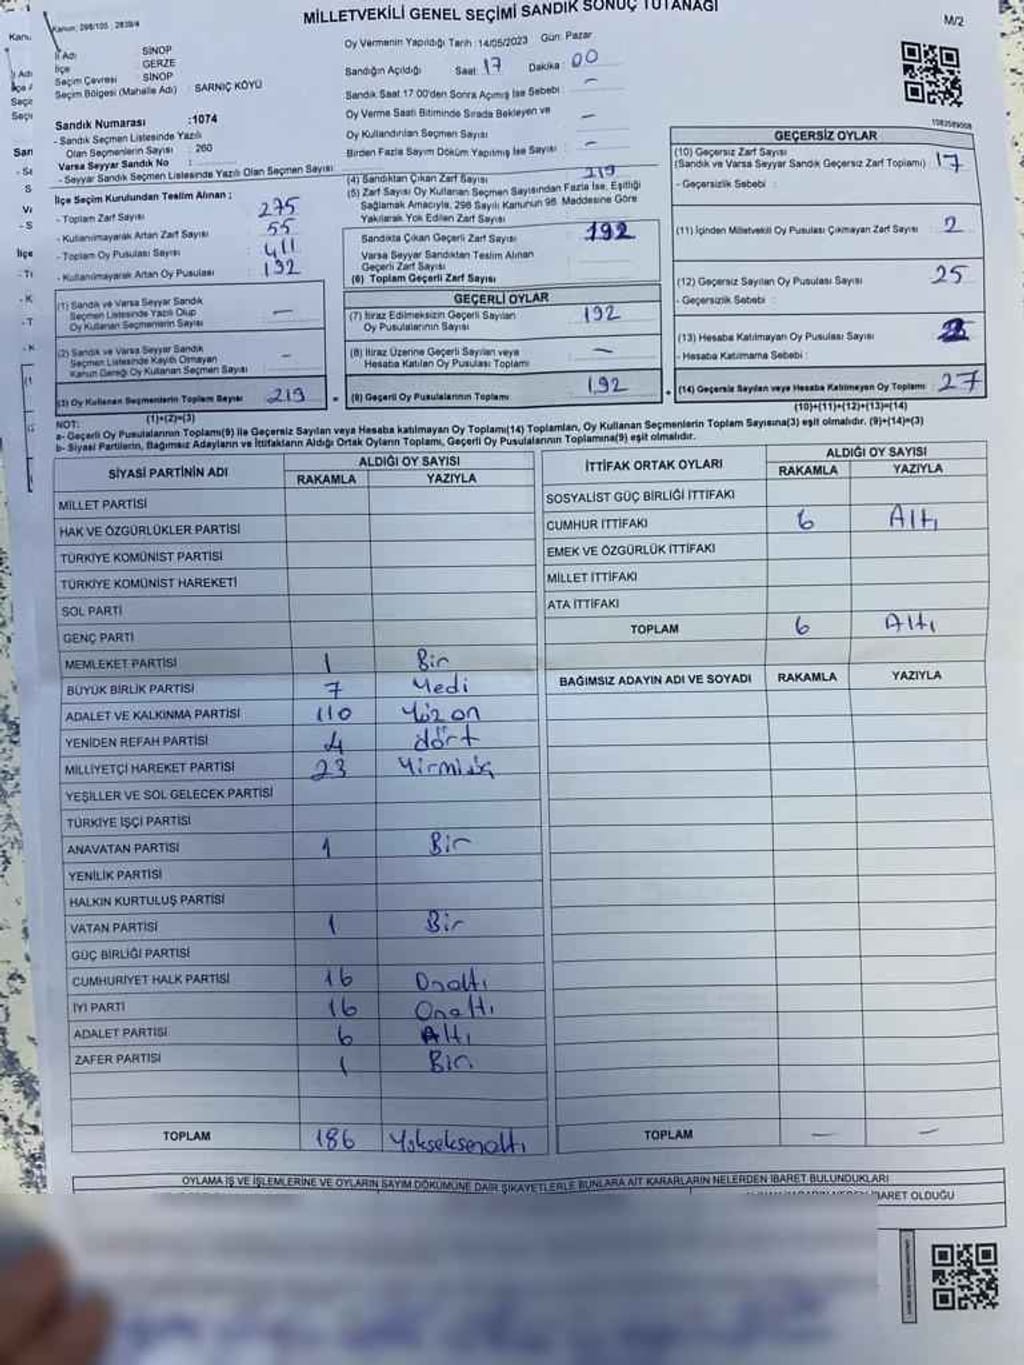 MİLLETVEKİLİ GENEL SEÇİMİ SANDIK SONUÇ TUTANAĞI
M/2
Kanun: 298/105 ; 2839/4
İl Adı SİNOP
İlçe GERZE
Seçim Çevresi SİNOP
Seçim Bölgesi (Mahalle Adı) SARNIÇ KÖYÜ
Sandık Numarası :1074
- Sandık Seçmen Listesinde Yazılı
Olan Seçmenlerin Sayısı : 260
Varsa Seyyar Sandık No :
- Seyyar Sandık Seçmen Listesinde Yazılı Olan Seçmen Sayısı :
Oy Vermenin Yapıldığı Tarih : 14/05/2023 Gün: Pazar
Sandığın Açıldığı Saat: 17 Dakika : 00
Sandık Saat 17:00'den Sonra Açılmış İse Sebebi : —
Oy Verme Saati Bitiminde Sırada Bekleyen ve
Oy Kullandırılan Seçmen Sayısı —
Birden Fazla Sayım Döküm Yapılmış İse Sayısı : —
1083589008
İlçe Seçim Kurulundan Teslim Alınan ;
- Toplam Zarf Sayısı 275
- Kullanılmayarak Artan Zarf Sayısı 55
- Toplam Oy Pusulası Sayısı 411
- Kullanılmayarak Artan Oy Pusulası 192
(1) Sandık ve Varsa Seyyar Sandık
Seçmen Listesinde Yazılı Olup
Oy Kullanan Seçmenlerin Sayısı —
(2) Sandık ve Varsa Seyyar Sandık
Seçmen Listesinde Kayıtlı Olmayan
Kanun Gereği Oy Kullanan Seçmen Sayısı —
(3) Oy Kullanan Seçmenlerin Toplam Sayısı 219
(1)+(2)=(3)
(4) Sandıktan Çıkan Zarf Sayısı 219
(5) Zarf Sayısı Oy Kullanan Seçmen Sayısından Fazla İse, Eşitliği
Sağlamak Amacıyla, 298 Sayılı Kanunun 98. Maddesine Göre
Yakılarak Yok Edilen Zarf Sayısı
Sandıkta Çıkan Geçerli Zarf Sayısı 192
Varsa Seyyar Sandıktan Teslim Alınan
Geçerli Zarf Sayısı
(6) Toplam Geçerli Zarf Sayısı
GEÇERLİ OYLAR
(7) İtiraz Edilmeksizin Geçerli Sayılan
Oy Pusulalarının Sayısı 192
(8) İtiraz Üzerine Geçerli Sayılan veya
Hesaba Katılan Oy Pusulası Toplamı —
(9) Geçerli Oy Pusulalarının Toplamı 192
GEÇERSİZ OYLAR
(10) Geçersiz Zarf Sayısı
(Sandık ve Varsa Seyyar Sandık Geçersiz Zarf Toplamı) 17
- Geçersizlik Sebebi :
(11) İçinden Milletvekili Oy Pusulası Çıkmayan Zarf Sayısı 2
(12) Geçersiz Sayılan Oy Pusulası Sayısı 25
- Geçersizlik Sebebi :
(13) Hesaba Katılmayan Oy Pusulası Sayısı
- Hesaba Katılmama Sebebi :
(14) Geçersiz Sayılan veya Hesaba Katılmayan Oy Toplamı 27
(10)+(11)+(12)+(13)=(14)
NOT:
a- Geçerli Oy Pusulalarının Toplamı(9) ile Geçersiz Sayılan veya Hesaba katılmayan Oy Toplamı(14) Toplamları, Oy Kullanan Seçmenlerin Toplam Sayısına(3) eşit olmalıdır. (9)+(14)=(3)
b- Siyasi Partilerin, Bağımsız Adayların ve İttifakların Aldığı Ortak Oyların Toplamı, Geçerli Oy Pusulalarının Toplamına(9) eşit olmalıdır.
SİYASİ PARTİNİN ADI ALDIĞI OY SAYISI
RAKAMLA YAZIYLA
MİLLET PARTİSİ
HAK VE ÖZGÜRLÜKLER PARTİSİ
TÜRKİYE KOMÜNİST PARTİSİ
TÜRKİYE KOMÜNİST HAREKETİ
SOL PARTİ
GENÇ PARTİ
MEMLEKET PARTİSİ 1 Bir
BÜYÜK BİRLİK PARTİSİ 7 Yedi
ADALET VE KALKINMA PARTİSİ 110 Yüz on
YENİDEN REFAH PARTİSİ 4 dört
MİLLİYETÇİ HAREKET PARTİSİ 23
YEŞİLLER VE SOL GELECEK PARTİSİ
TÜRKİYE İŞÇİ PARTİSİ
ANAVATAN PARTİSİ 1 Bir
YENİLİK PARTİSİ
HALKIN KURTULUŞ PARTİSİ
VATAN PARTİSİ 1 Bir
GÜÇ BİRLİĞİ PARTİSİ
CUMHURİYET HALK PARTİSİ 16 Onaltı
İYİ PARTİ 16 Onaltı
ADALET PARTİSİ 6 Altı
ZAFER PARTİSİ 1 Bir
TOPLAM 186 Yükseksenaltı
İTTİFAK ORTAK OYLARI ALDIĞI OY SAYISI
RAKAMLA YAZIYLA
SOSYALİST GÜÇ BİRLİĞİ İTTİFAKI
CUMHUR İTTİFAKI 6 Altı
EMEK VE ÖZGÜRLÜK İTTİFAKI
MİLLET İTTİFAKI
ATA İTTİFAKI
TOPLAM 6 Altı
BAĞIMSIZ ADAYIN ADI VE SOYADI RAKAMLA YAZIYLA
TOPLAM — —
OYLAMA İŞ VE İŞLEMLERİNE VE OYLARIN SAYIM DÖKÜMÜNE DAİR ŞİKAYETLERLE BUNLARA AİT KARARLARIN NELERDEN İBARET BULUNDUKLARI
İBARET OLDUĞU